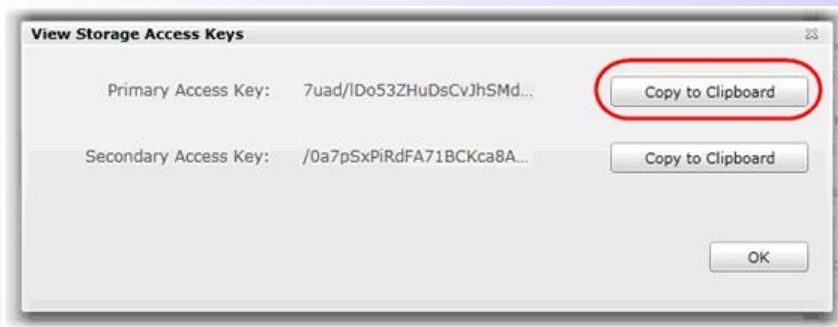 View Storage Access Keys
Primary Access Key: 7uad/lDo53ZHuDsCvJhSMd... Copy to Clipboard
Secondary Access Key: /0a7pSxPiRdFA71BCKca8A... Copy to Clipboard
OK